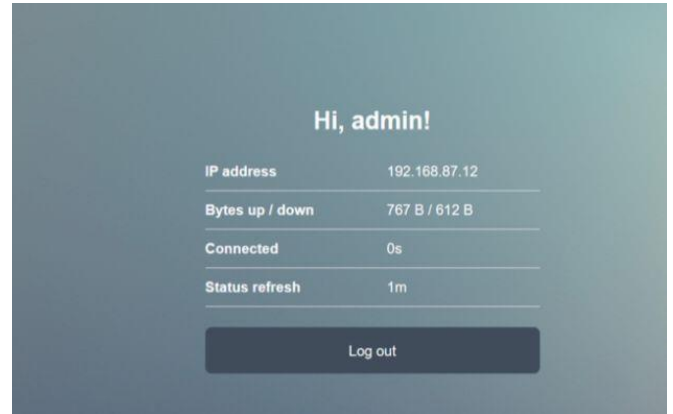 Hi, admin!
IP address 192.168.87.12
Bytes up / down 767 B / 612 B
Connected 0s
Status refresh 1m
Log out